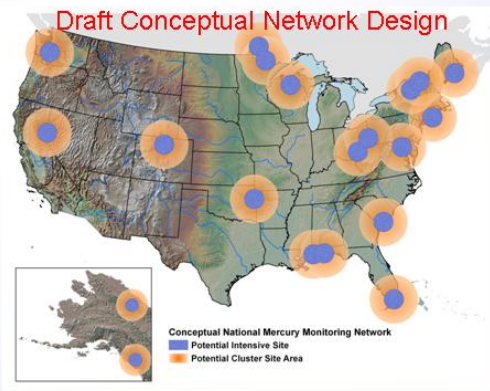 Draft Conceptual Network Design
Conceptual National Mercury Monitoring Network
Potential Intensive Site
Potential Cluster Site Area